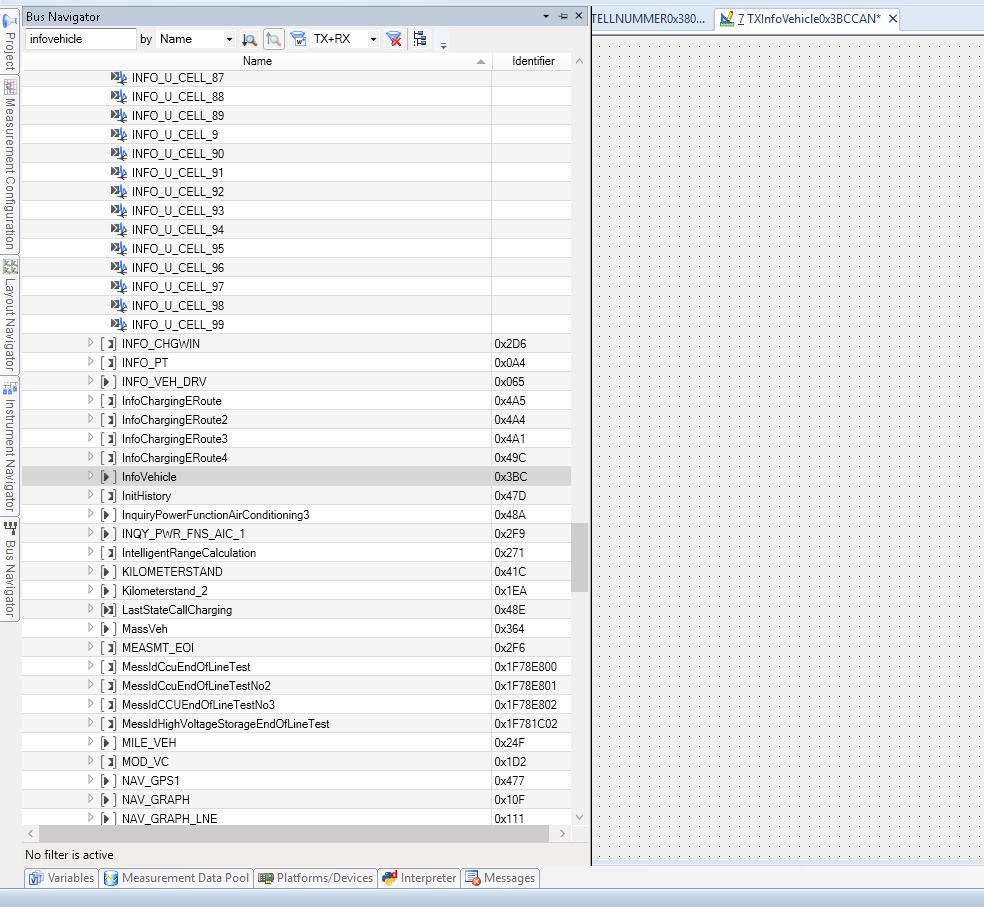 Bus Navigator
TELLNUMMER0x380...
7 TXInfoVehicle0x3BCCAN*
infovehicle by Name TX+RX
Name Identifier
INFO_U_CELL_87
INFO_U_CELL_88
INFO_U_CELL_89
INFO_U_CELL_9
INFO_U_CELL_90
INFO_U_CELL_91
INFO_U_CELL_92
INFO_U_CELL_93
INFO_U_CELL_94
INFO_U_CELL_95
INFO_U_CELL_96
INFO_U_CELL_97
INFO_U_CELL_98
INFO_U_CELL_99
INFO_CHGWIN 0x2D6
INFO_PT 0x0A4
INFO_VEH_DRV 0x065
InfoChargingERoute 0x4A5
InfoChargingERoute2 0x4A4
InfoChargingERoute3 0x4A1
InfoChargingERoute4 0x49C
InfoVehicle 0x3BC
InitHistory 0x47D
InquiryPowerFunctionAirConditioning3 0x48A
INQY_PWR_FNS_AIC_1 0x2F9
IntelligentRangeCalculation 0x271
KILOMETERSTAND 0x41C
Kilometerstand_2 0x1EA
LastStateCallCharging 0x48E
MassVeh 0x364
MEASMT_EOI 0x2F6
MessIdCcuEndOfLineTest 0x1F78E800
MessIdCcuEndOfLineTestNo2 0x1F78E801
MessIdCCUEndOfLineTestNo3 0x1F78E802
MessIdHighVoltageStorageEndOfLineTest 0x1F781C02
MILE_VEH 0x24F
MOD_VC 0x1D2
NAV_GPS1 0x477
NAV_GRAPH 0x10F
NAV_GRAPH_LNE 0x111
No filter is active
Variables Measurement Data Pool Platforms/Devices Interpreter Messages
Project
Measurement Configuration
Layout Navigator
Instrument Navigator
Bus Navigator